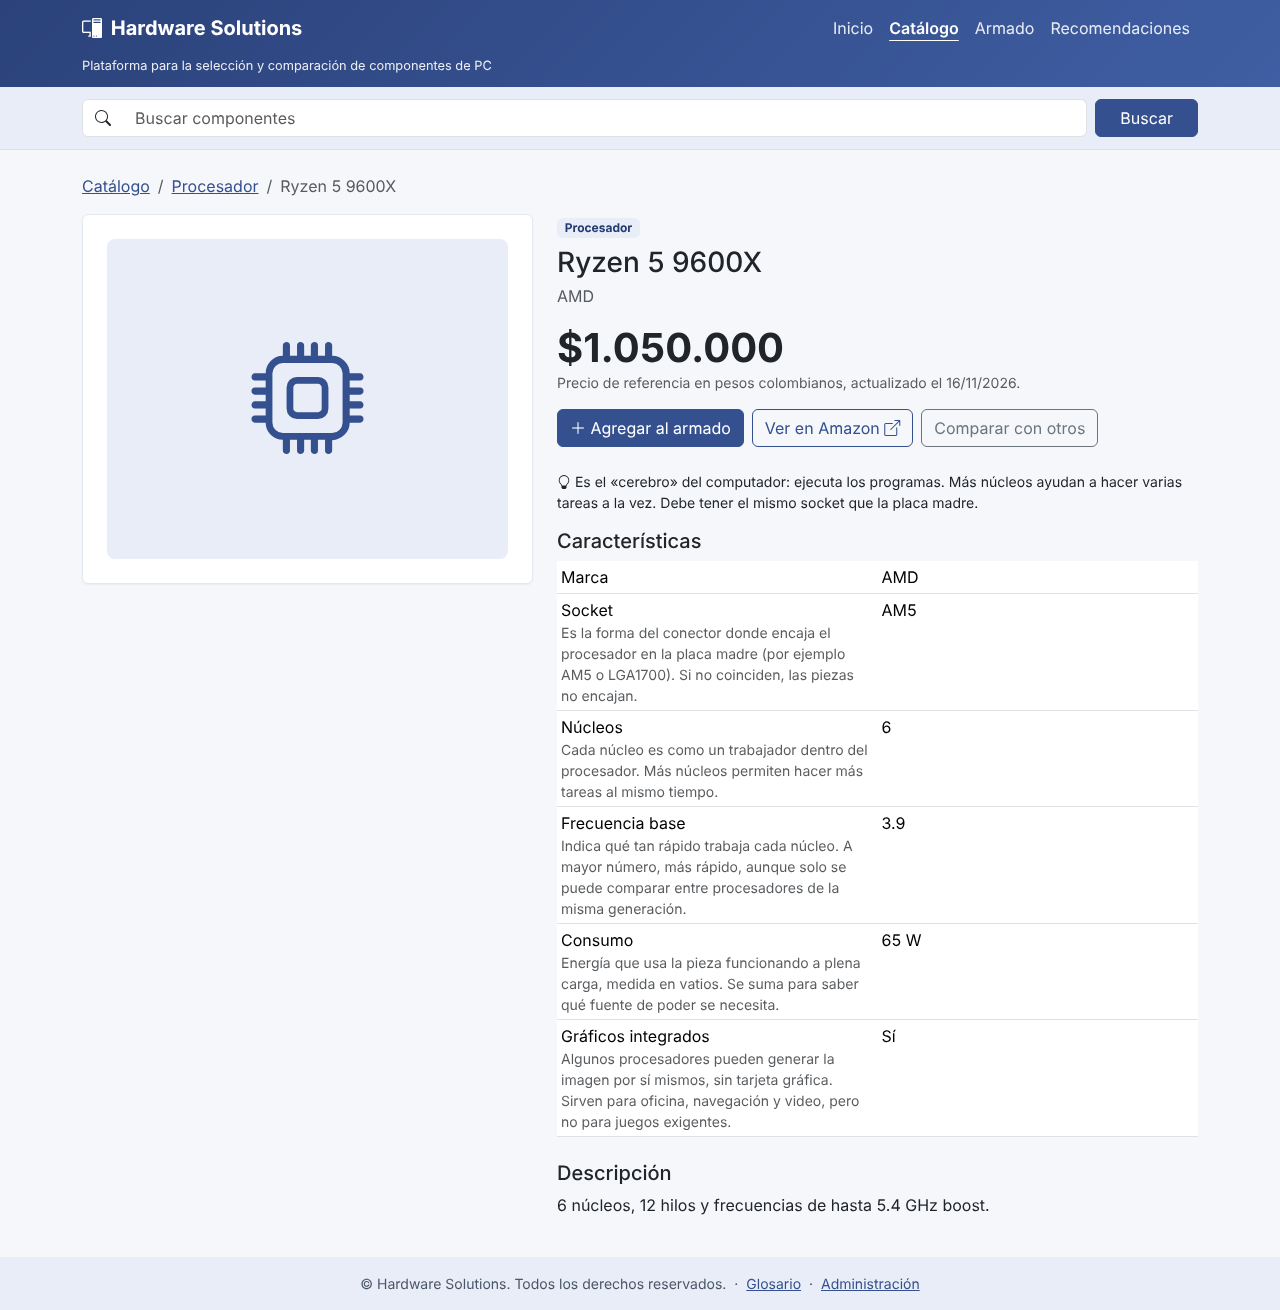 Hardware Solutions
Inicio Catálogo Armado Recomendaciones
Plataforma para la selección y comparación de componentes de PC
Buscar componentes
Buscar
Catálogo / Procesador / Ryzen 5 9600X
Procesador
Ryzen 5 9600X
AMD
$1.050.000
Precio de referencia en pesos colombianos, actualizado el 16/11/2026.
+ Agregar al armado
Ver en Amazon
Comparar con otros
Es el «cerebro» del computador: ejecuta los programas. Más núcleos ayudan a hacer varias
tareas a la vez. Debe tener el mismo socket que la placa madre.
Características
Marca AMD
Socket AM5
Es la forma del conector donde encaja el
procesador en la placa madre (por ejemplo
AM5 o LGA1700). Si no coinciden, las piezas
no encajan.
Núcleos 6
Cada núcleo es como un trabajador dentro del
procesador. Más núcleos permiten hacer más
tareas al mismo tiempo.
Frecuencia base 3.9
Indica qué tan rápido trabaja cada núcleo. A
mayor número, más rápido, aunque solo se
puede comparar entre procesadores de la
misma generación.
Consumo 65 W
Energía que usa la pieza funcionando a plena
carga, medida en vatios. Se suma para saber
qué fuente de poder se necesita.
Gráficos integrados Sí
Algunos procesadores pueden generar la
imagen por sí mismos, sin tarjeta gráfica.
Sirven para oficina, navegación y video, pero
no para juegos exigentes.
Descripción
6 núcleos, 12 hilos y frecuencias de hasta 5.4 GHz boost.
© Hardware Solutions. Todos los derechos reservados. · Glosario · Administración